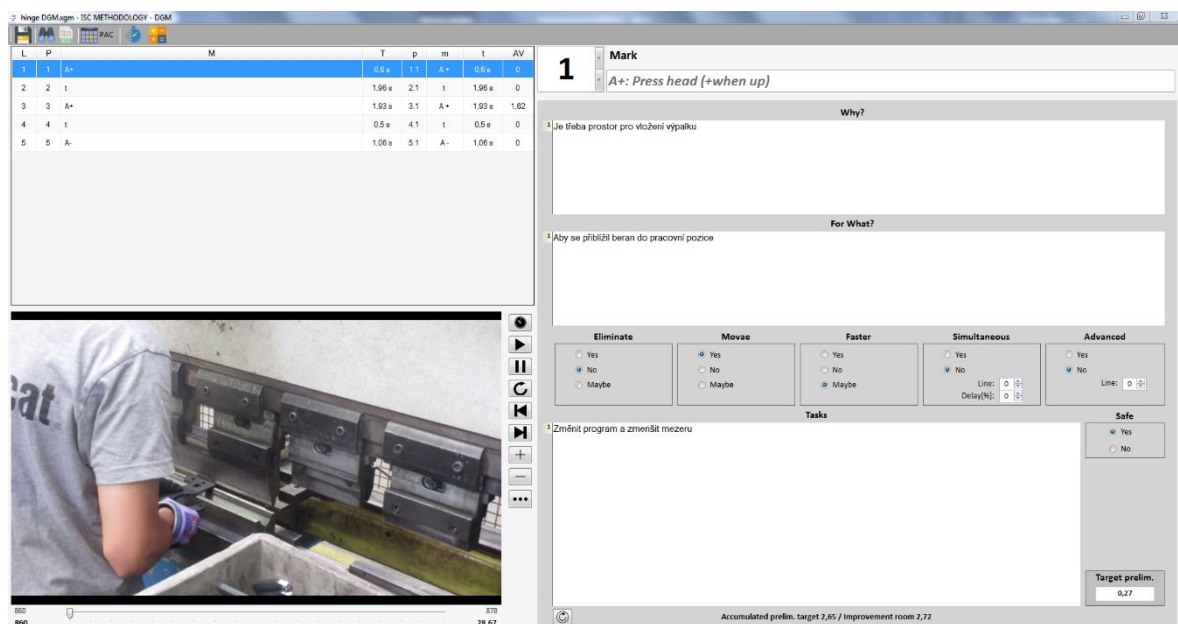 hinge DGM.xgm - ISC METHODOLOGY - DGM
PAC
L P M T p m t AV
1 1 A+ 0,6 s 1.1 A+ 0,6 s 0
2 2 t 1,96 s 2.1 t 1,96 s 0
3 3 A+ 1,93 s 3.1 A+ 1,93 s 1,62
4 4 t 0,5 s 4.1 t 0,5 s 0
5 5 A- 1,06 s 5.1 A- 1,06 s 0
cat
860 878
860 28,67
1
Mark
A+: Press head (+when up)
Why?
1 Je třeba prostor pro vložení výpalku
For What?
1 Aby se přiblížil beran do pracovní pozice
Eliminate Movae Faster Simultaneous Advanced
Yes Yes Yes Yes Yes
No No No No No
Maybe Maybe Maybe Line: 0 Line: 0
Delay[%]: 0
Tasks Safe
1 Změnit program a zmenšit mezeru
Yes
No
Target prelim.
0,27
Accumulated prelim. target 2,65 / Improvement room 2,72